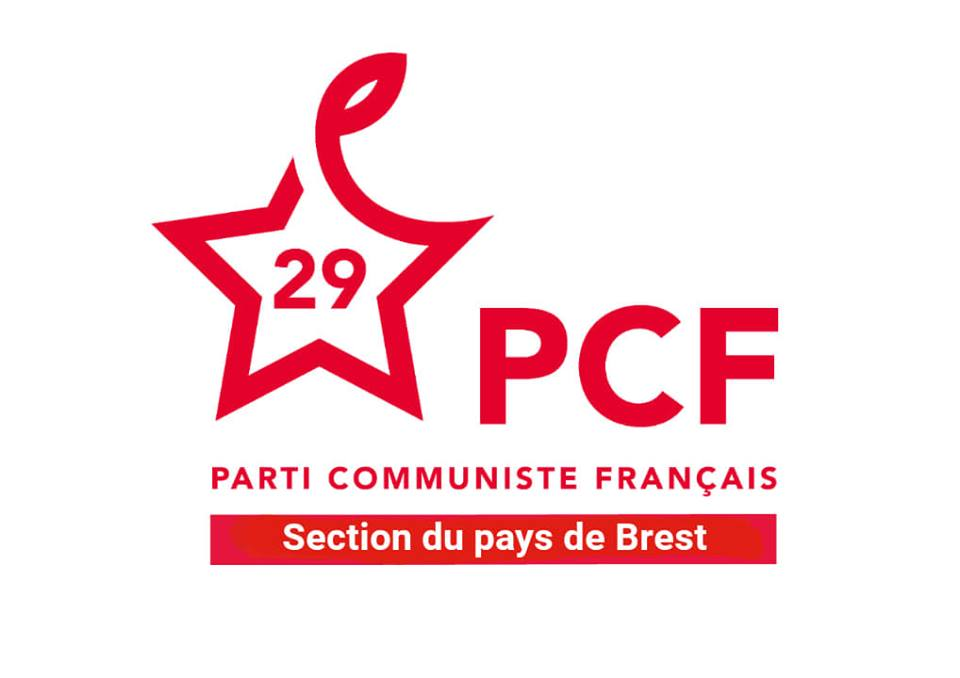 29
PCF
PARTI COMMUNISTE FRANÇAIS
Section du pays de Brest